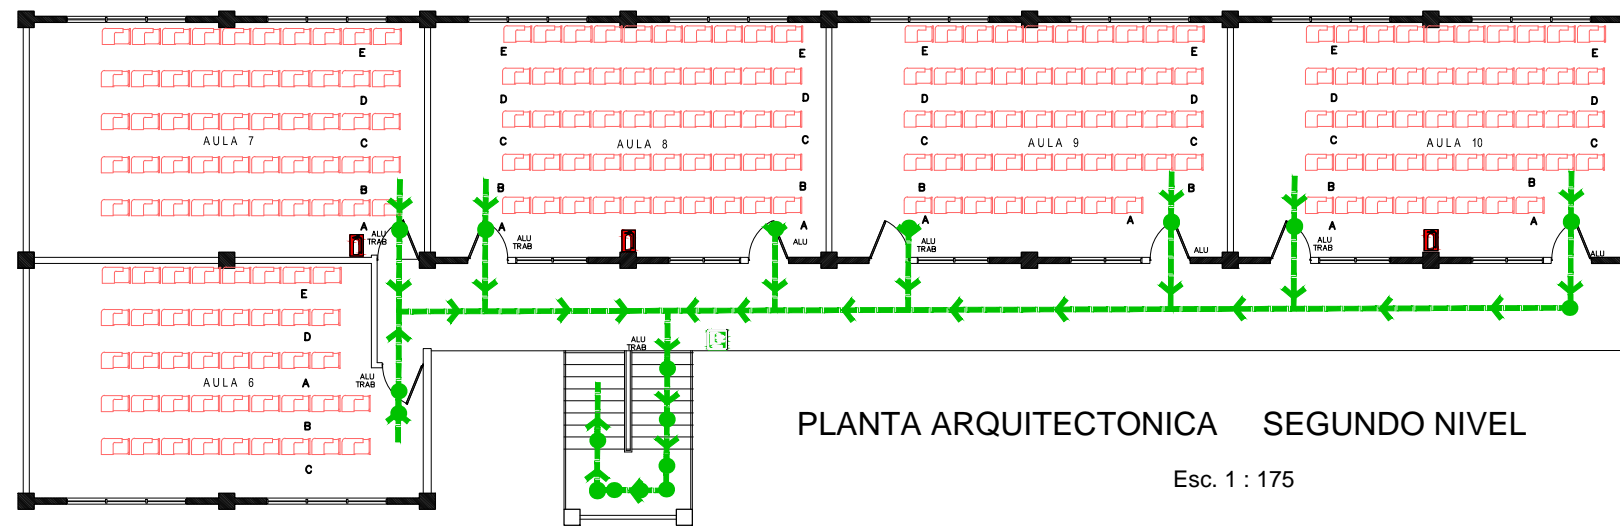 E E E E E E E
D D D D D D D
AULA 7 C C AULA 8 C C AULA 9 C C AULA 10 C
B B B B B B B
A A A A A A A
ALU
TRAB
ALU
TRAB
ALU
ALU
TRAB
ALU
ALU
TRAB
ALU
E
D
AULA 6 A
B
C
ALU
TRAB
ALU
TRAB
PLANTA ARQUITECTONICA SEGUNDO NIVEL
Esc. 1 : 175